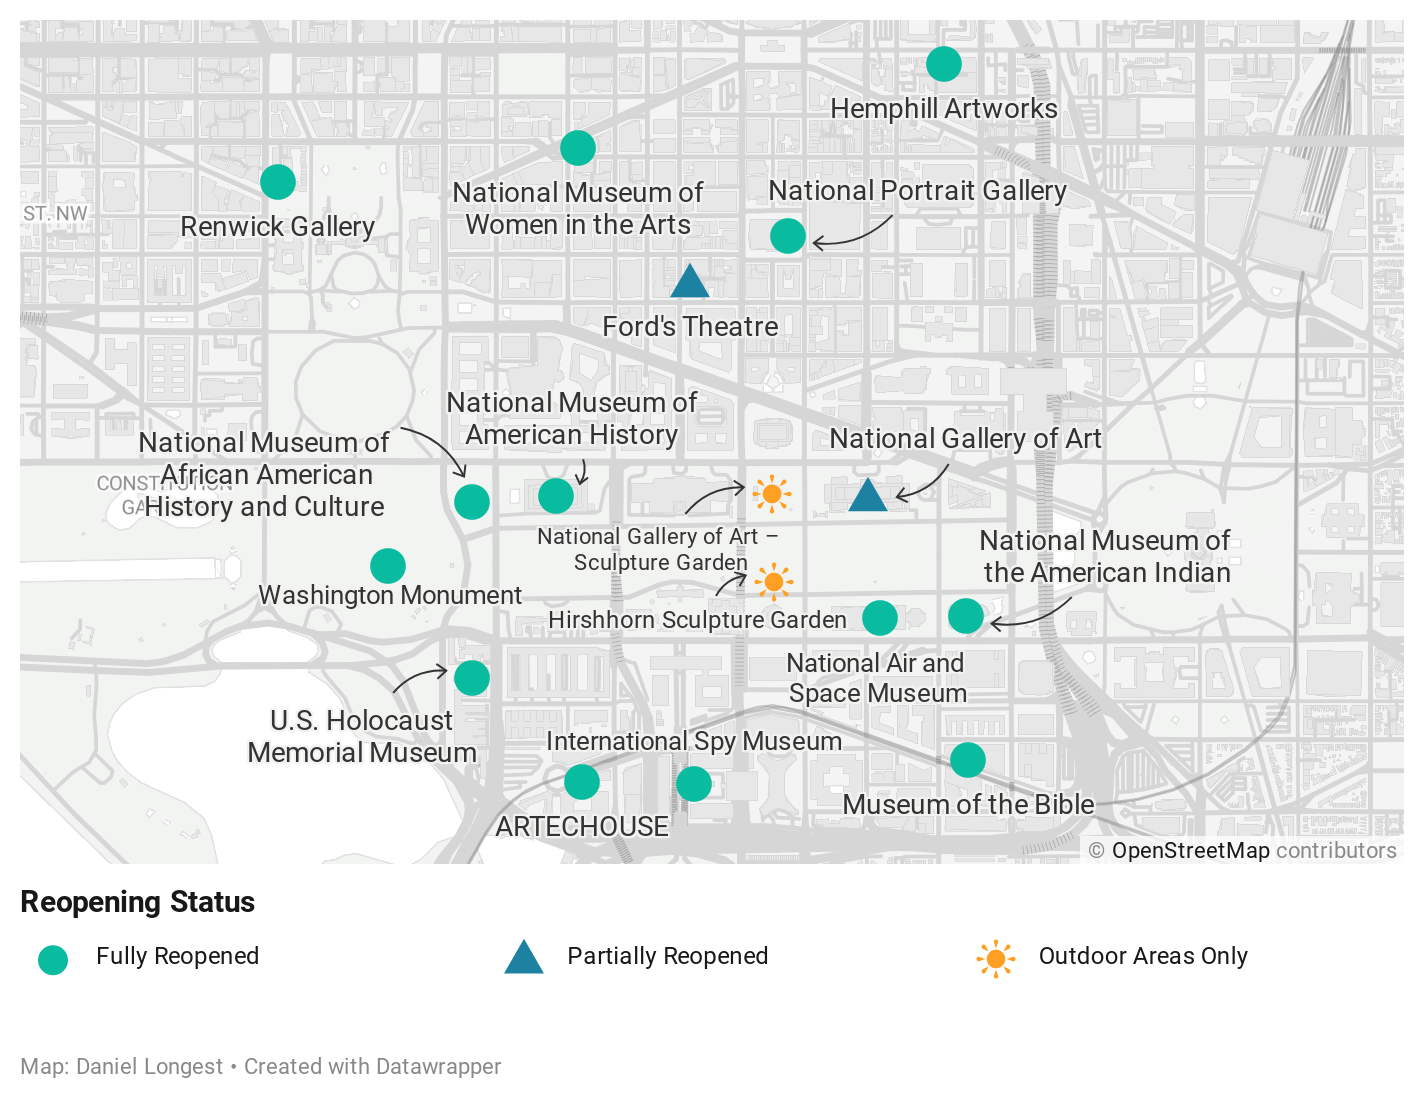 Hemphill Artworks
National Museum of
Women in the Arts
National Portrait Gallery
ST. NW
Renwick Gallery
Ford's Theatre
National Museum of
American History
National Museum of
African American
History and Culture
National Gallery of Art
National Gallery of Art –
Sculpture Garden
National Museum of
the American Indian
Washington Monument
Hirshhorn Sculpture Garden
National Air and
Space Museum
U.S. Holocaust
Memorial Museum
International Spy Museum
Museum of the Bible
ARTECHOUSE
© OpenStreetMap contributors
Reopening Status
Fully Reopened
Partially Reopened
Outdoor Areas Only
Map: Daniel Longest • Created with Datawrapper